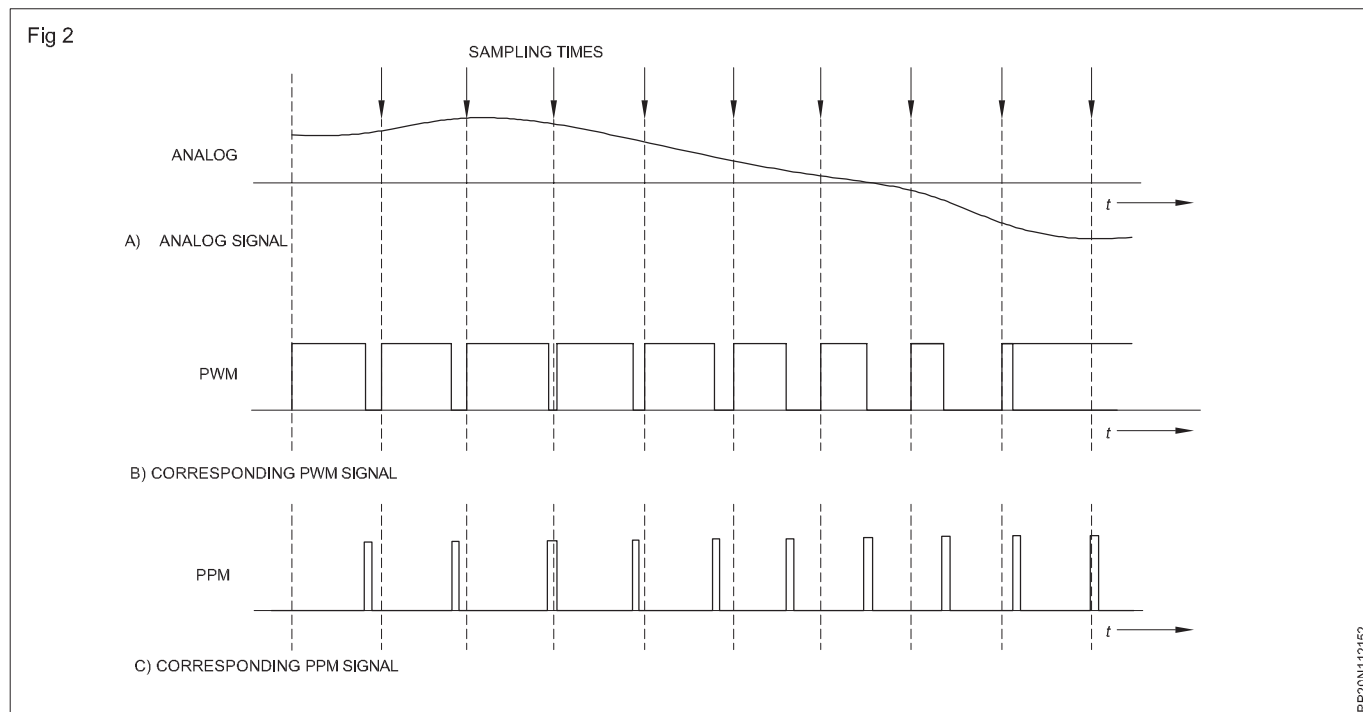 Fig 2
SAMPLING TIMES
ANALOG
t
A) ANALOG SIGNAL
PWM
t
B) CORRESPONDING PWM SIGNAL
PPM
t
C) CORRESPONDING PPM SIGNAL